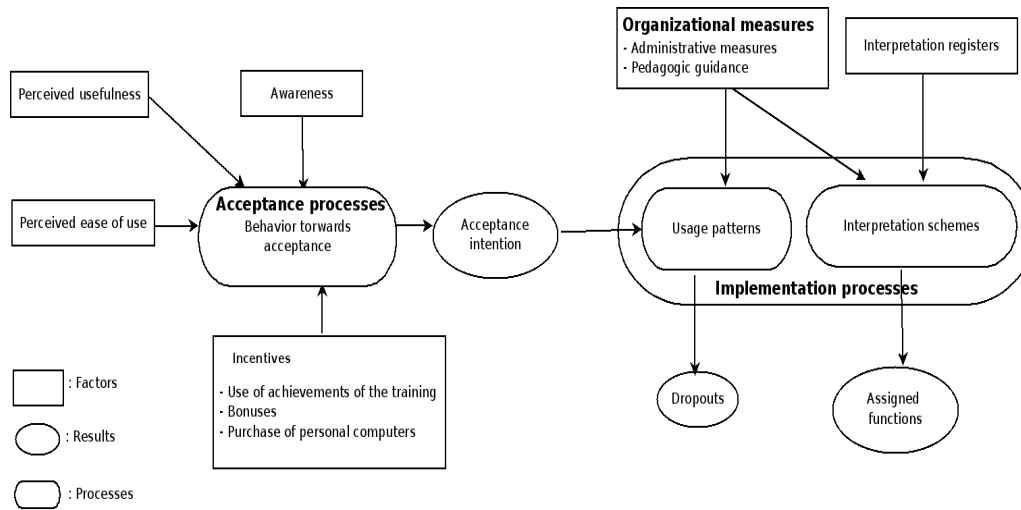 Organizational measures
- Administrative measures
- Pedagogic guidance
Interpretation registers
Perceived usefulness
Awareness
Perceived ease of use
Acceptance processes
Behavior torwards
acceptance
Acceptance
intention
Usage patterns
Interpretation schemes
Implementation processes
Incentives
- Use of achievements of the training
- Bonuses
- Purchase of personal computers
Dropouts
Assigned
functions
: Factors
: Results
: Processes